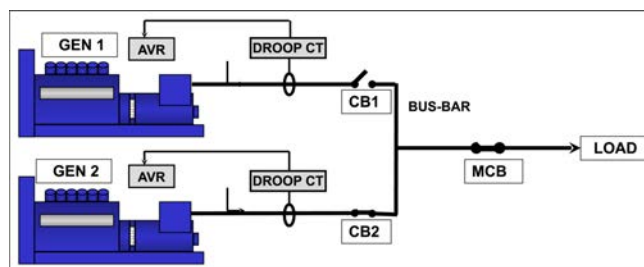 GEN 1
AVR
DROOP CT
CB1
BUS-BAR
LOAD
MCB
GEN 2
AVR
DROOP CT
CB2